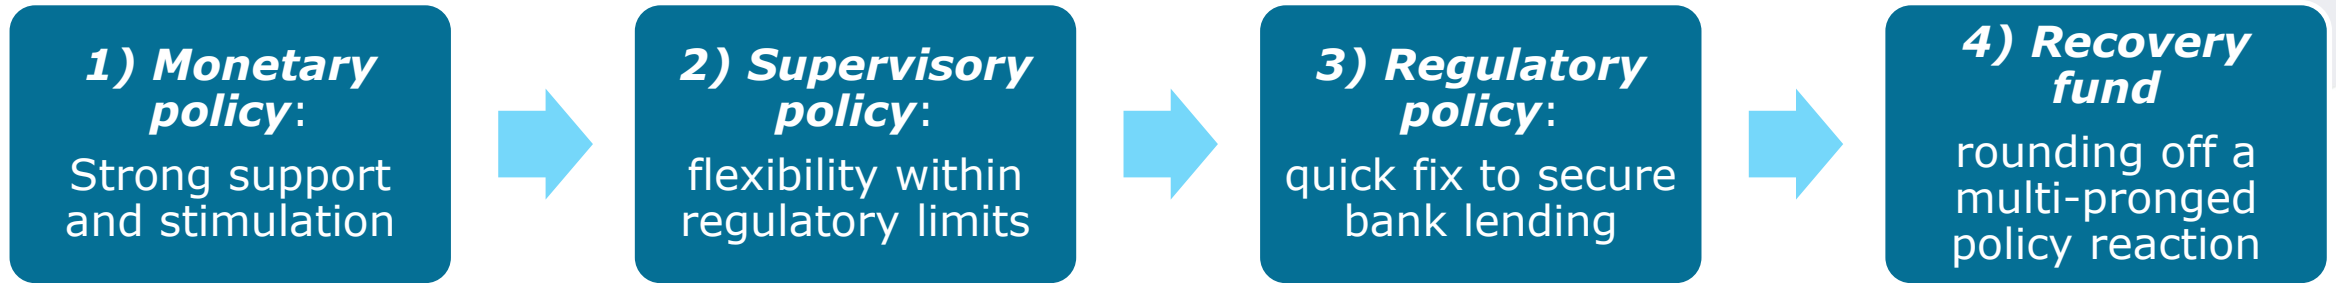 1) Monetary
policy:
Strong support
and stimulation
2) Supervisory
policy:
flexibility within
regulatory limits
3) Regulatory
policy:
quick fix to secure
bank lending
4) Recovery
fund
rounding off a
multi-pronged
policy reaction